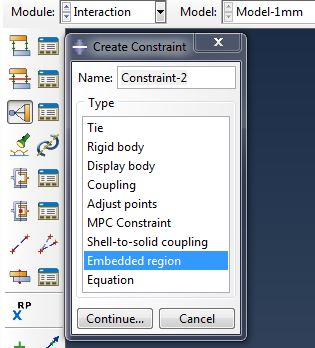 Module: Interaction Model: Model-1mm
Create Constraint X
Name: Constraint-2
Type
Tie
Rigid body
Display body
Coupling
Adjust points
MPC Constraint
Shell-to-solid coupling
Embedded region
Equation
RP
Continue... Cancel